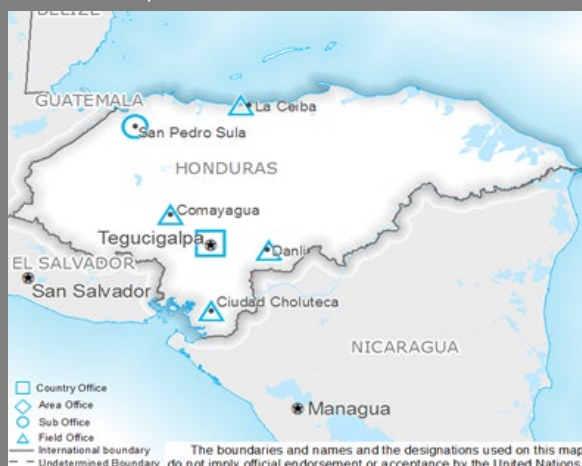 BELIZE
GUATEMALA
La Ceiba
San Pedro Sula
HONDURAS
Comayagua
Tegucigalpa
Danli
EL SALVADOR
San Salvador
Ciudad Choluteca
NICARAGUA
Managua
Country Office
Area Office
Sub Office
Field Office
International boundary
Undetermined Boundary
The boundaries and names and the designations used on this map
do not imply official endorsement or acceptance by the United Nations